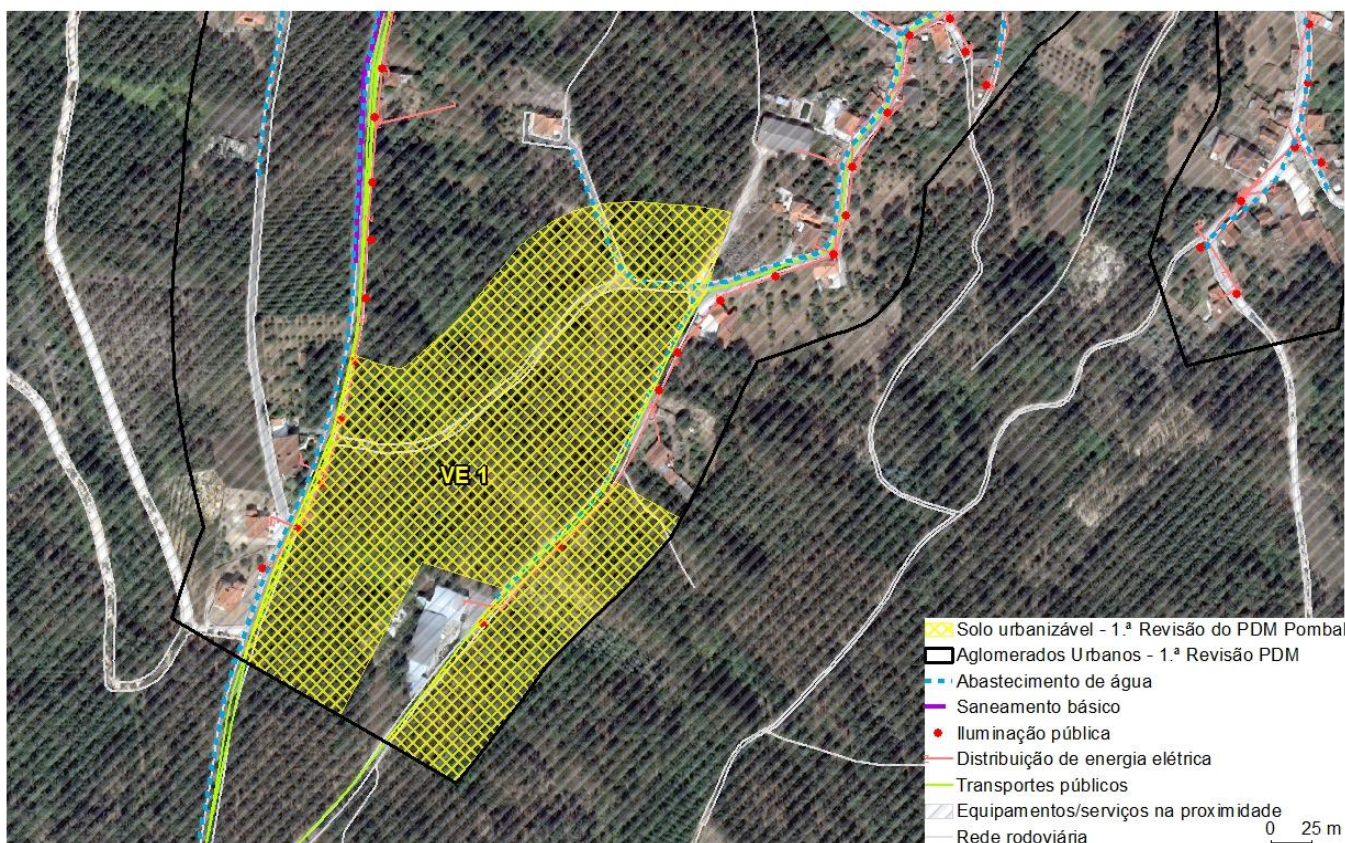 VE 1
Solo urbanizável - 1.ª Revisão do PDM Pombal
Aglomerados Urbanos - 1.ª Revisão PDM
Abastecimento de água
Saneamento básico
Iluminação pública
Distribuição de energia elétrica
Transportes públicos
Equipamentos/serviços na proximidade
Rede rodoviária
0 25 m